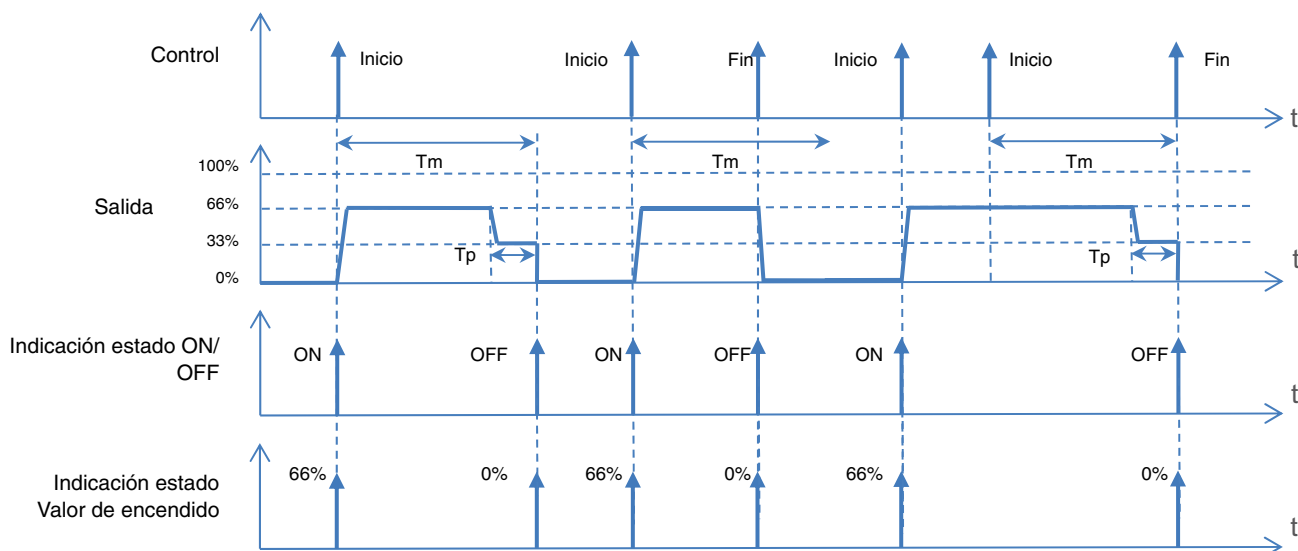 Control
Inicio
Inicio
Fin
Inicio
Inicio
Fin
t
Salida
100%
66%
33%
0%
Tm
Tm
Tm
Tp
Tp
t
Indicación estado ON/
OFF
ON
OFF
ON
OFF
ON
OFF
t
Indicación estado
Valor de encendido
66%
0%
66%
0%
66%
0%
t